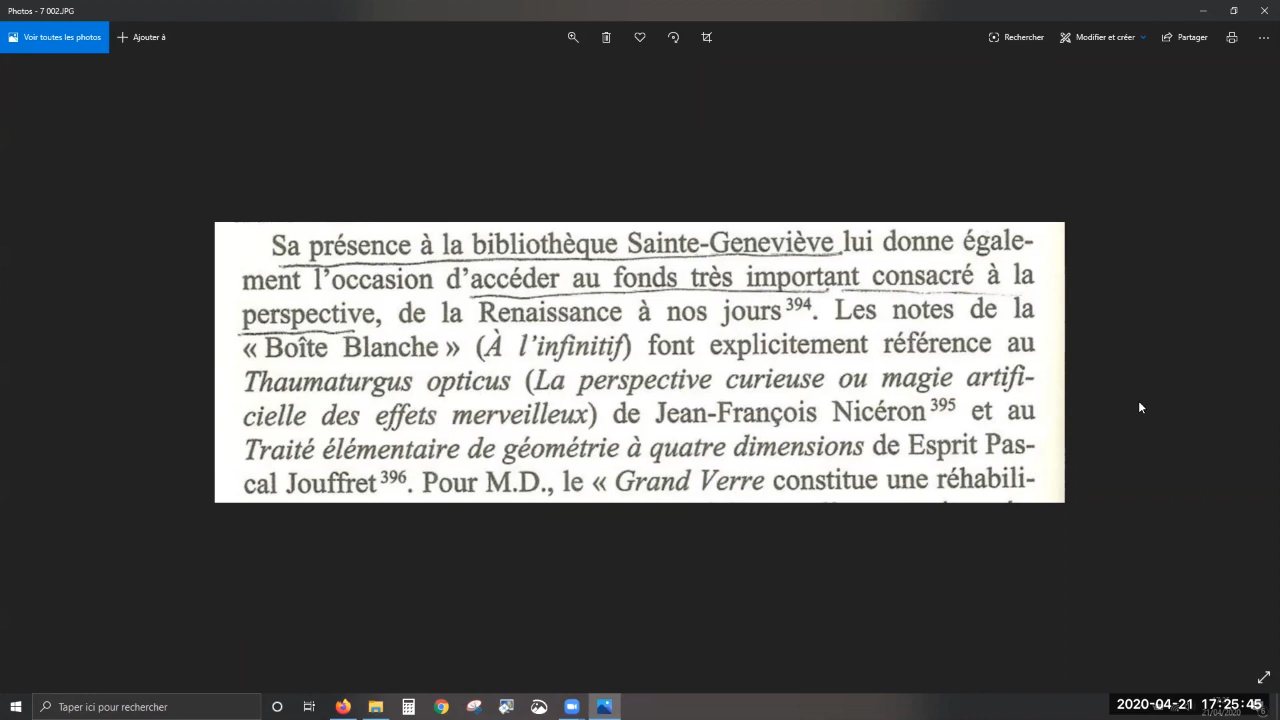 Photos - 7 002.JPG
Voir toutes les photos
Ajouter à
Rechercher
Modifier et créer
Partager
Sa présence à la bibliothèque Sainte-Geneviève lui donne égale-
ment l'occasion d'accéder au fonds très important consacré à la
perspective, de la Renaissance à nos jours 394. Les notes de la
« Boîte Blanche » (À l'infinitif) font explicitement référence au
Thaumaturgus opticus (La perspective curieuse ou magie artifi-
cielle des effets merveilleux) de Jean-François Nicéron 395 et au
Traité élémentaire de géométrie à quatre dimensions de Esprit Pas-
cal Jouffret 396. Pour M.D., le « Grand Verre constitue une réhabili-
Taper ici pour rechercher
2020-04-21 17:25:45
21/04/2020